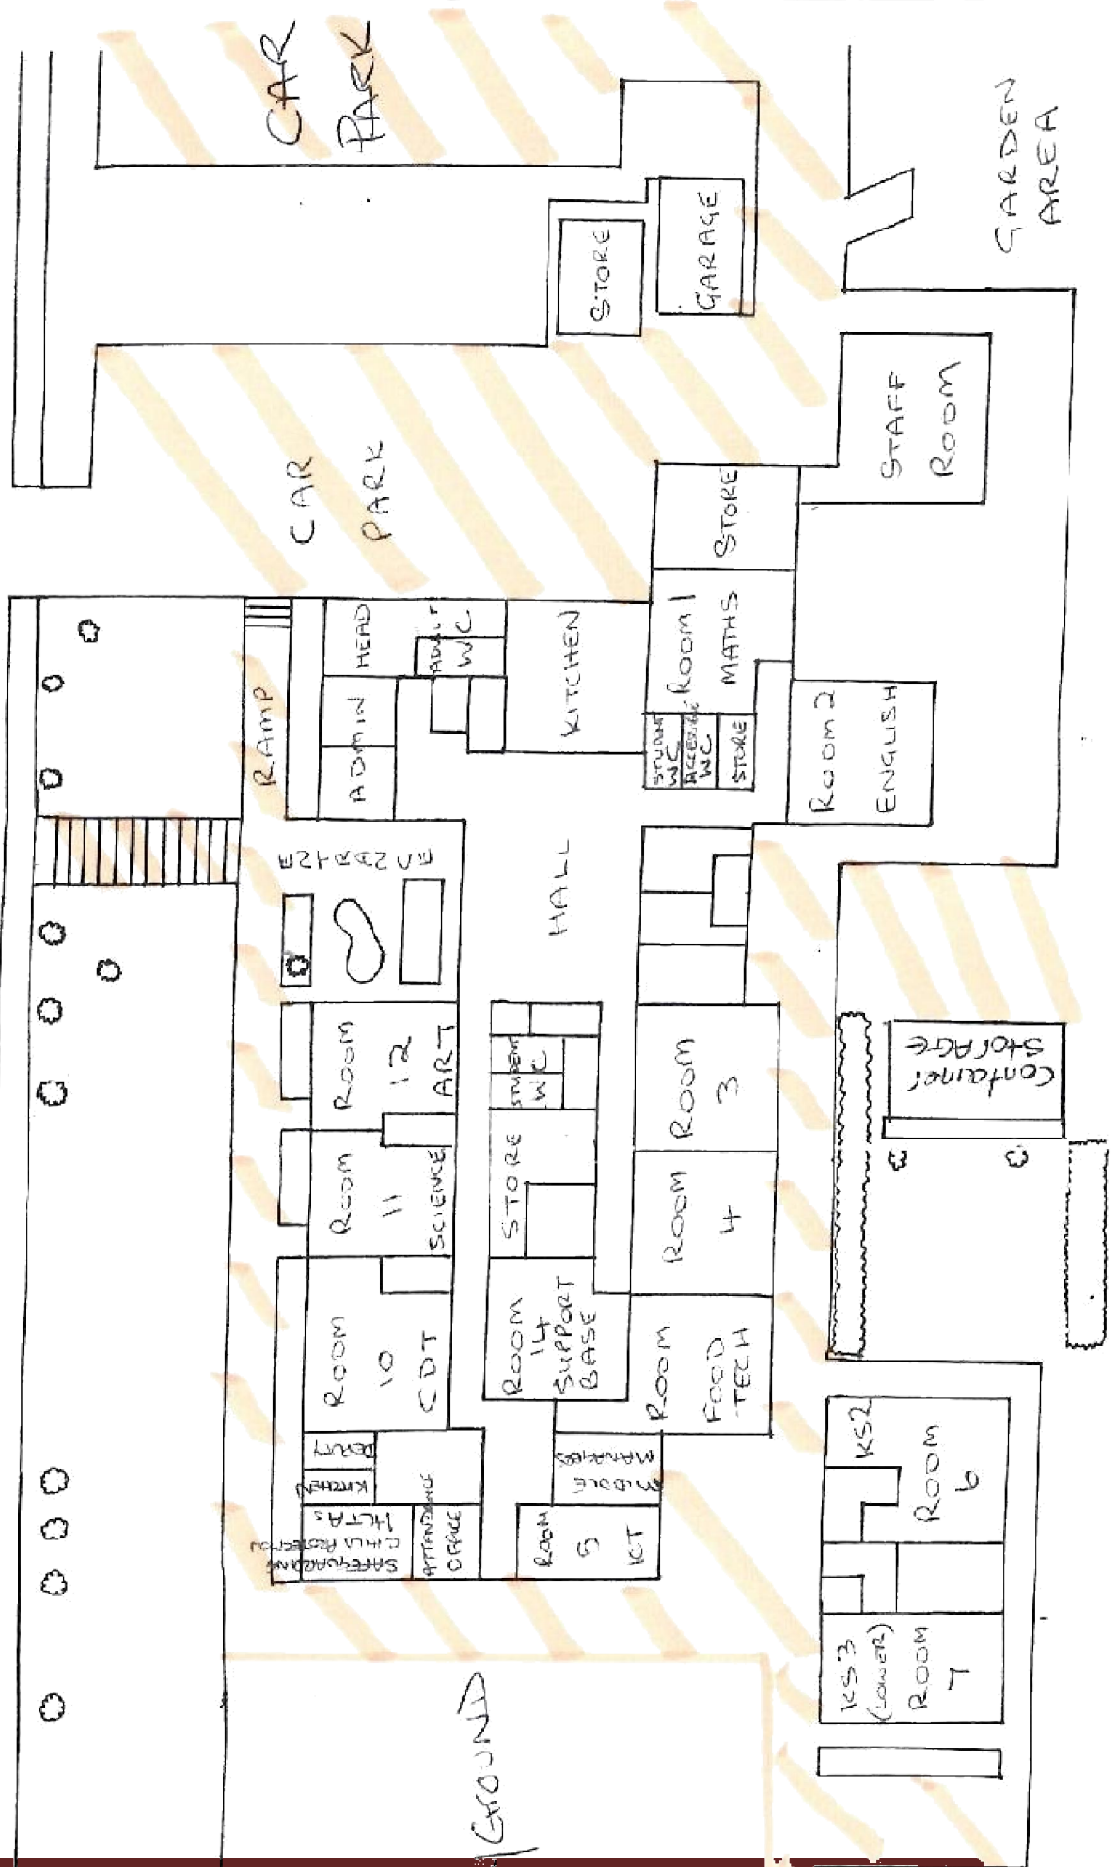 CAR
PARK
GARDEN
AREA
STORE
GARAGE
CAR
PARK
STAFF
ROOM
STORE
HEAD
ADULT
WC
KITCHEN
ROOM 1
MATHS
RAMP
ADMIN
STUDENT
WC
ACCESSIBLE
WC
STORE
ROOM 2
ENGLISH
HALL
ROOM
12
ART
STUDENT
WC
ROOM
3
Container
StorAGE
ROOM
11
SCIENCE
STORE
ROOM
4
ROOM
10
CDT
ROOM
14
SUPPORT
BASE
ROOM
FOOD
TECH
DEPUTY
KITCHEN
MIDDLE
MANAGERS
KS2
ROOM
6
SAFEGUARDING
CHILD PROTECTION
HLTAs
ATTENDANCE
OFFICE
ROOM
5
ICT
KS3
(LOWER)
ROOM
7
GROUND